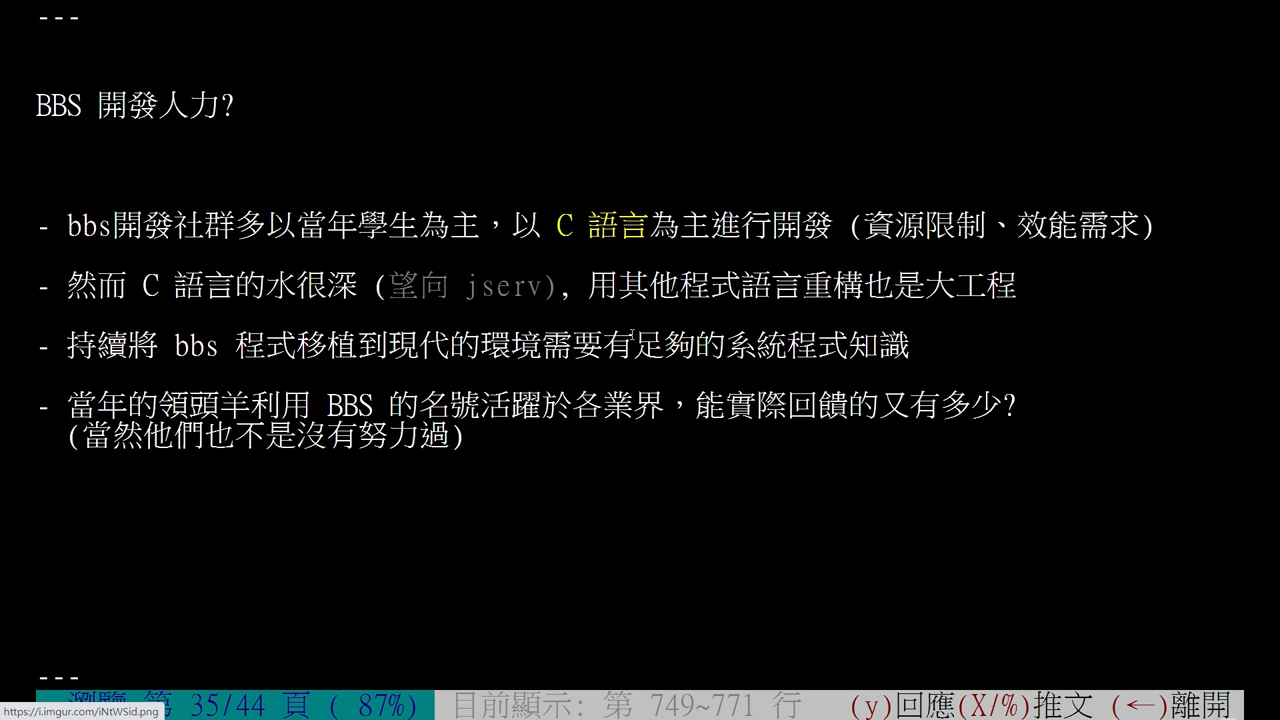 ---
BBS 開發人力?
- bbs開發社群多以當年學生為主，以 C 語言為主進行開發 (資源限制、效能需求)
- 然而 C 語言的水很深 (望向 jserv), 用其他程式語言重構也是大工程
- 持續將 bbs 程式移植到現代的環境需要有足夠的系統程式知識
- 當年的領頭羊利用 BBS 的名號活躍於各業界，能實際回饋的又有多少?
(當然他們也不是沒有努力過)
---
瀏覽 第 35/44 頁 ( 87%) 目前顯示: 第 749~771 行 (y)回應(X/%)推文 (←)離開
https://i.imgur.com/iNtWSid.png